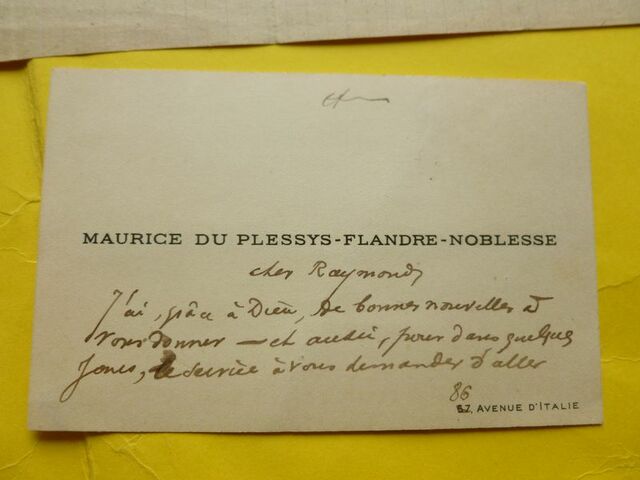 MAURICE DU PLESSYS-FLANDRE-NOBLESSE
cher Raymond,
J'ai, grâce à Dieu, de bonnes nouvelles à
vous donner — et aussi, pour dans quelques
jours, le service à vous demander d'aller
86
57, AVENUE D'ITALIE